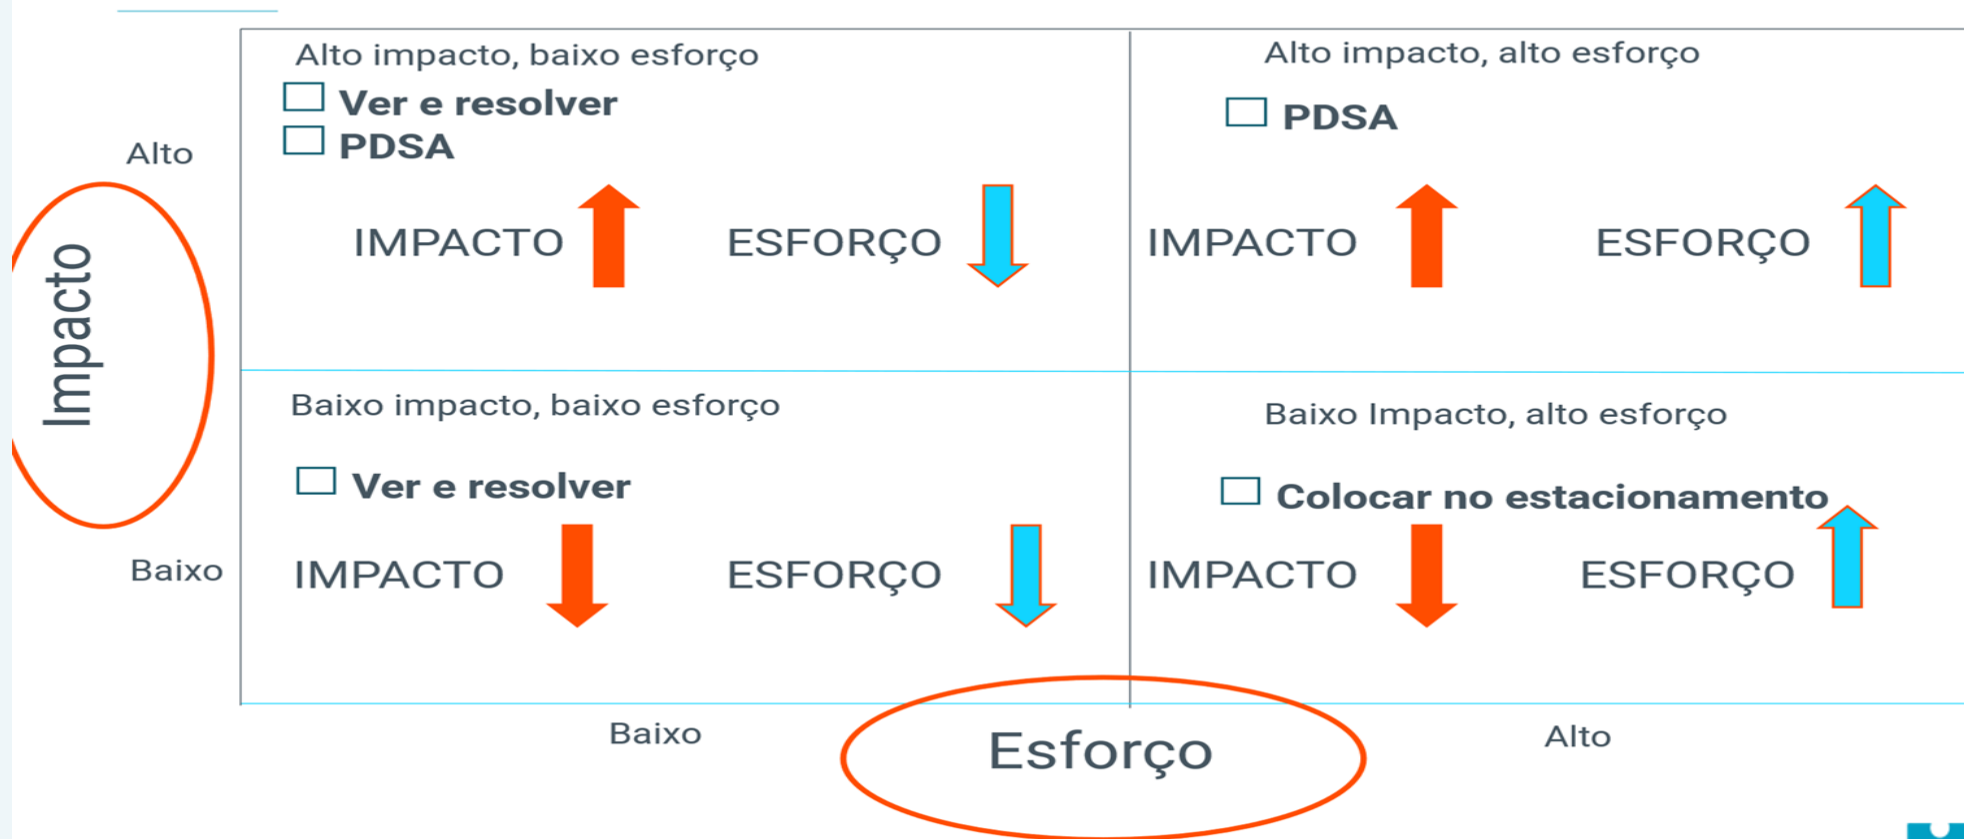 Alto impacto, baixo esforço
Ver e resolver
PDSA
IMPACTO ESFORÇO
Alto impacto, alto esforço
PDSA
IMPACTO ESFORÇO
Alto
Impacto
Baixo
Baixo impacto, baixo esforço
Ver e resolver
IMPACTO ESFORÇO
Baixo Impacto, alto esforço
Colocar no estacionamento
IMPACTO ESFORÇO
Baixo
Esforço
Alto